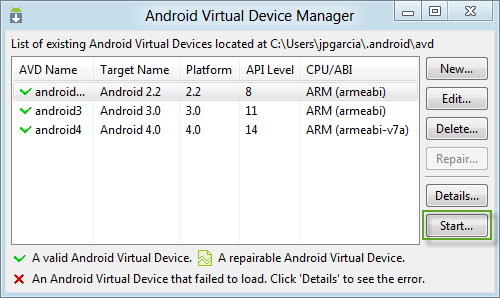 Android Virtual Device Manager
List of existing Android Virtual Devices located at C:\Users\jpgarcia\.android\avd
AVD Name Target Name Platform API Level CPU/ABI
android... Android 2.2 2.2 8 ARM (armeabi)
android3 Android 3.0 3.0 11 ARM (armeabi)
android4 Android 4.0 4.0 14 ARM (armeabi-v7a)
New...
Edit...
Delete...
Repair...
Details...
Start...
A valid Android Virtual Device. A repairable Android Virtual Device.
An Android Virtual Device that failed to load. Click 'Details' to see the error.